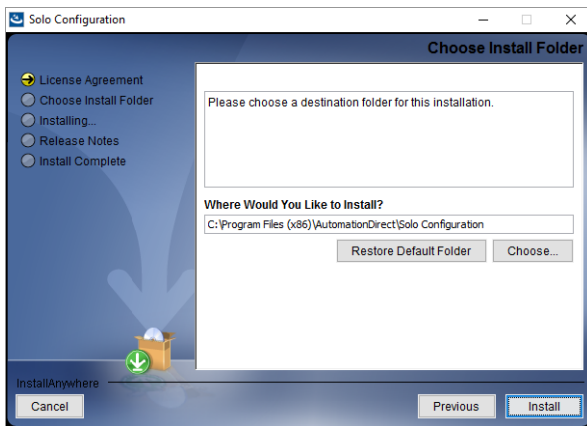 Solo Configuration
Choose Install Folder
License Agreement
Choose Install Folder
Installing...
Release Notes
Install Complete
Please choose a destination folder for this installation.
Where Would You Like to Install?
C:\Program Files (x86)\AutomationDirect\Solo Configuration
Restore Default Folder Choose...
InstallAnywhere
Cancel Previous Install